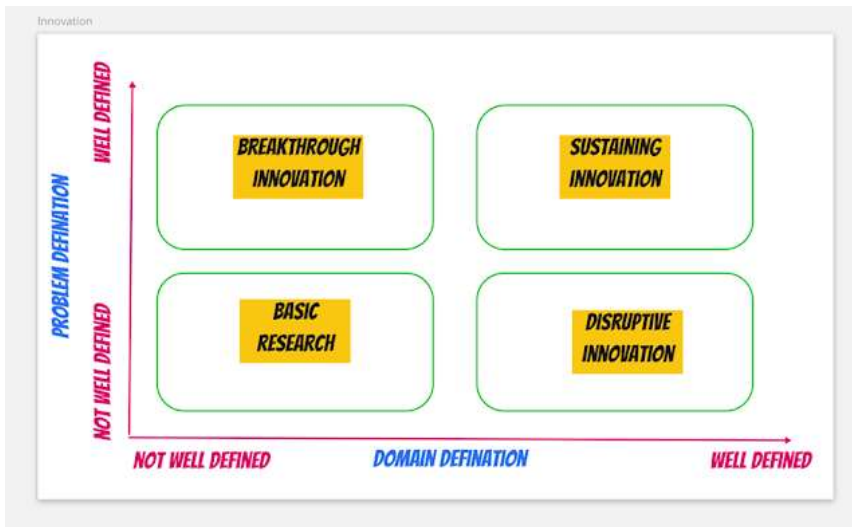 Innovation
WELL DEFINED
BREAKTHROUGH
INNOVATION
SUSTAINING
INNOVATION
PROBLEM DEFINATION
NOT WELL DEFINED
BASIC
RESEARCH
DISRUPTIVE
INNOVATION
NOT WELL DEFINED
DOMAIN DEFINATION
WELL DEFINED